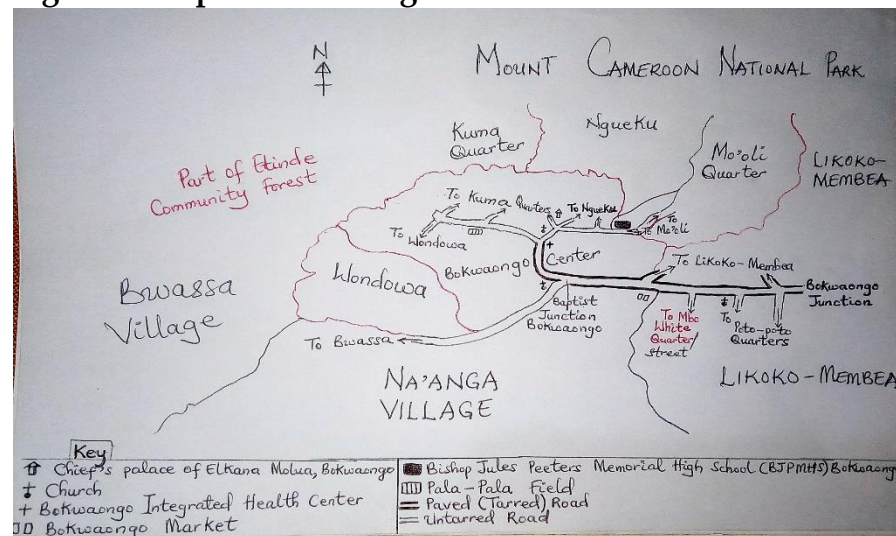 N
MOUNT CAMEROON NATIONAL PARK
Kuma
Quarter
Ngueku
Mo'oli
Quarter
LIKOKO-
MEMBEA
Part of Etinde
Community Forest
To Kuma Quarters
To Ngueku
To
Mo'oli
To
Wondowa
Bokwaongo
Center
To Likoko-Membea
Wondowa
Bwassa
Village
Bokwaongo
Junction
Baptist
Junction
Bokwaongo
To Mbo
White
Quarter/
Street
To
Poto-poto
Quarters
To Bwassa
NA'ANGA
VILLAGE
LIKOKO-MEMBEA
Key
Chief's palace of Elkana Molua, Bokwaongo
Church
Bokwaongo Integrated Health Center
Bokwaongo Market
Bishop Jules Peeters Memorial High School (BJPMHS) Bokwaong
Pala-Pala Field
Paved (Tarred) Road
Untarred Road